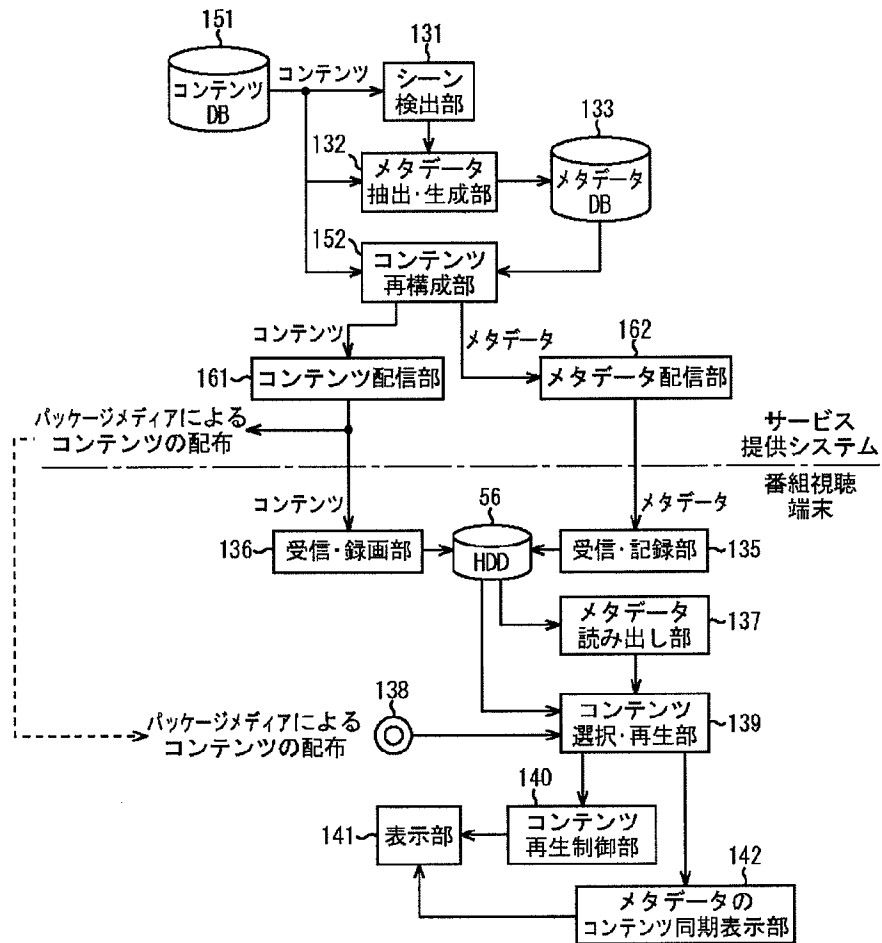 151
コンテンツ
DB
コンテンツ
131
シーン
検出部
132
メタデータ
抽出・生成部
133
メタデータ
DB
152
コンテンツ
再構成部
コンテンツ
メタデータ
161
コンテンツ配信部
162
メタデータ配信部
パッケージメディアによる
コンテンツの配布
サービス
提供システム
番組視聴
端末
コンテンツ
56
メタデータ
136
受信・録画部
HDD
受信・記録部
135
メタデータ
読み出し部
137
138
パッケージメディアによる
コンテンツの配布
コンテンツ
選択・再生部
139
140
141
表示部
コンテンツ
再生制御部
142
メタデータの
コンテンツ同期表示部